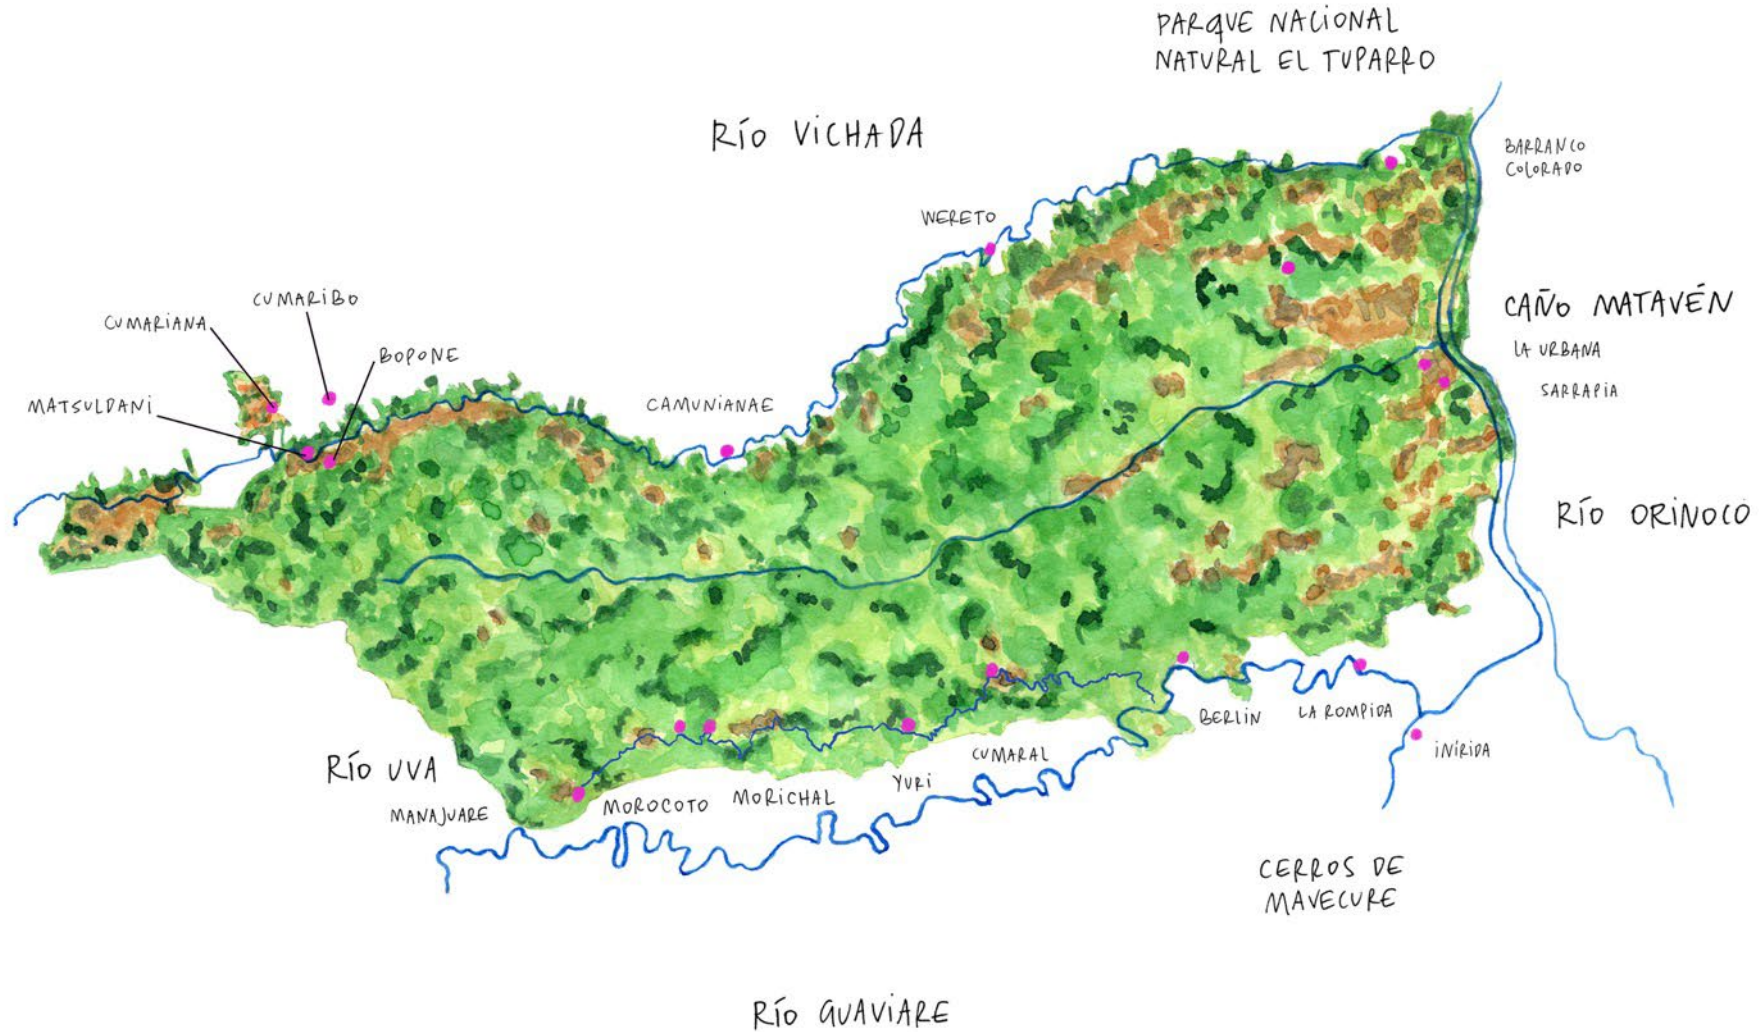 PARQUE NACIONAL
NATURAL EL TUPARRO
RÍO VICHADA
BARRANCO
COLORADO
WERETO
CUMARIBO
CAÑO MATAVÉN
CUMARIANA
BOPONE
LA URBANA
SARRAPIA
MATSULDANI
CAMUNIANAE
RÍO ORINOCO
BERLIN
LA ROMPIDA
INÍRIDA
RÍO UVA
CUMARAL
YURI
MORICHAL
MOROCOTO
MANAJUARE
CERROS DE
MAVECURE
RÍO GUAVIARE